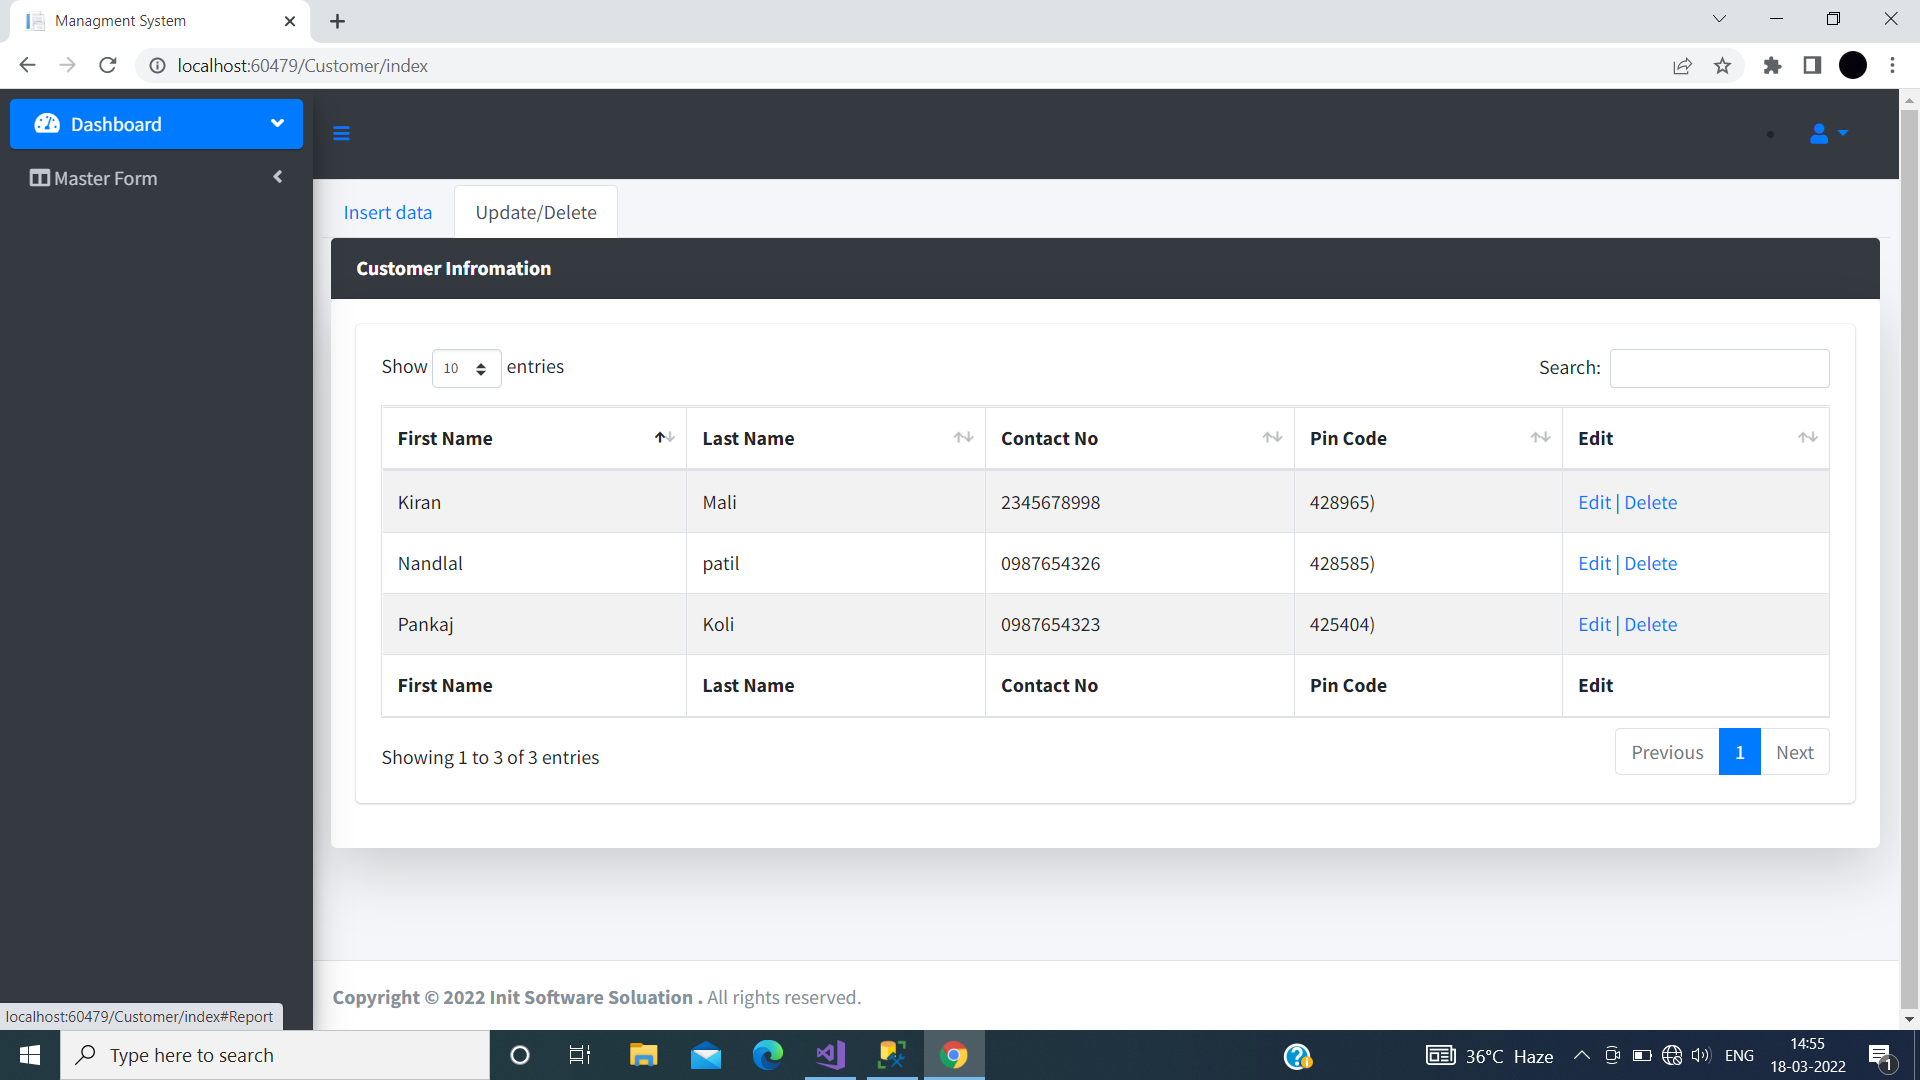 Managment System
localhost:60479/Customer/index
Dashboard
Master Form
Insert data Update/Delete
Customer Infromation
Show 10 entries Search:
First Name Last Name Contact No Pin Code Edit
Kiran Mali 2345678998 428965) Edit | Delete
Nandlal patil 0987654326 428585) Edit | Delete
Pankaj Koli 0987654323 425404) Edit | Delete
First Name Last Name Contact No Pin Code Edit
Showing 1 to 3 of 3 entries Previous 1 Next
Copyright © 2022 Init Software Soluation . All rights reserved.
localhost:60479/Customer/index#Report
Type here to search 36°C Haze ENG 14:55
18-03-2022 1